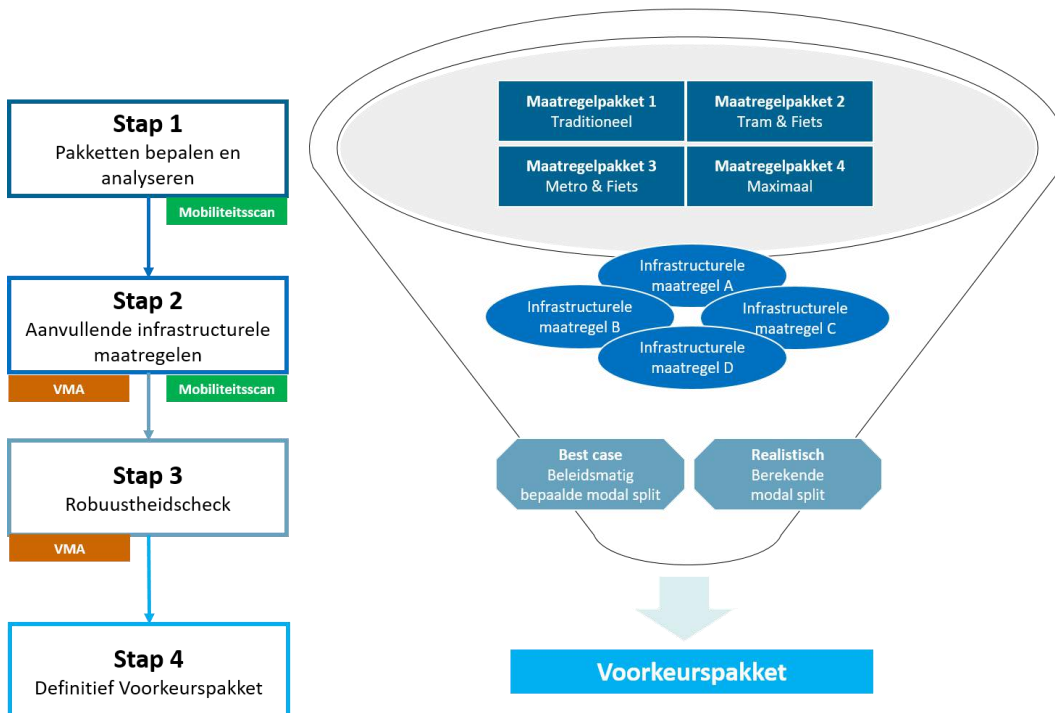 Stap 1
Pakketten bepalen en
analyseren
Mobiliteitsscan
Stap 2
Aanvullende infrastructurele
maatregelen
VMA
Mobiliteitsscan
Stap 3
Robuustheidscheck
VMA
Stap 4
Definitief Voorkeurspakket
Maatregelpakket 1
Traditioneel
Maatregelpakket 2
Tram & Fiets
Maatregelpakket 3
Metro & Fiets
Maatregelpakket 4
Maximaal
Infrastructurele
maatregel A
Infrastructurele
maatregel B
Infrastructurele
maatregel C
Infrastructurele
maatregel D
Best case
Beleidsmatig
bepaalde modal split
Realistisch
Berekende
modal split
Voorkeurspakket